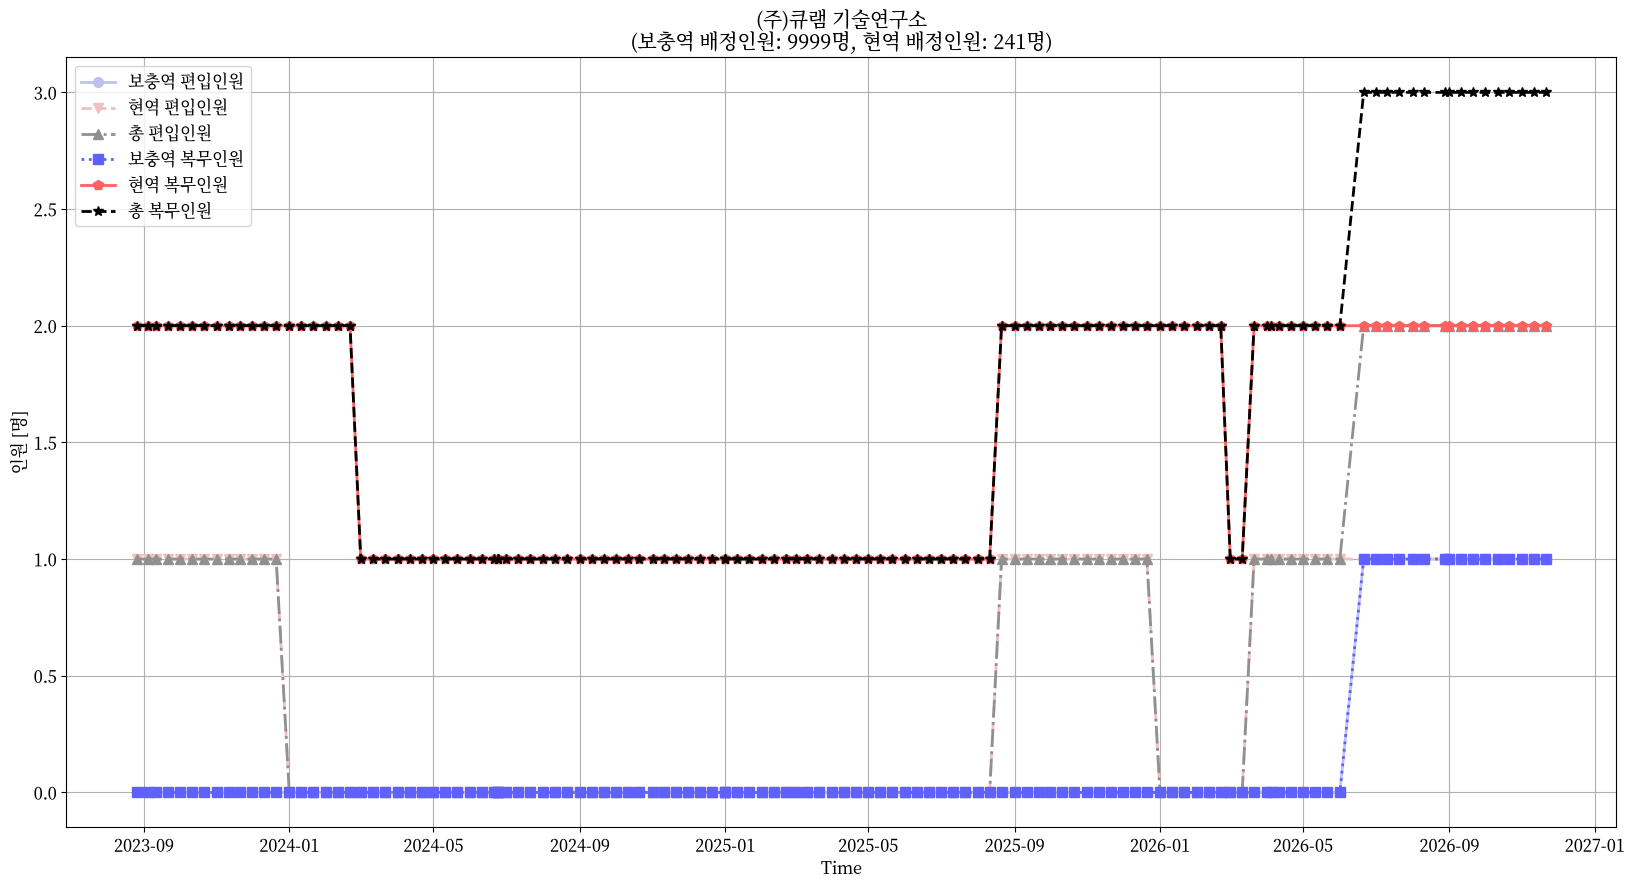 (주)큐램 기술연구소
(보충역 배정인원: 9999명, 현역 배정인원: 241명)
보충역 편입인원
현역 편입인원
총 편입인원
보충역 복무인원
현역 복무인원
총 복무인원
인원 [명]
3.0
2.5
2.0
1.5
1.0
0.5
0.0
2023-09
2024-01
2024-05
2024-09
2025-01
2025-05
2025-09
2026-01
2026-05
2026-09
2027-01
Time